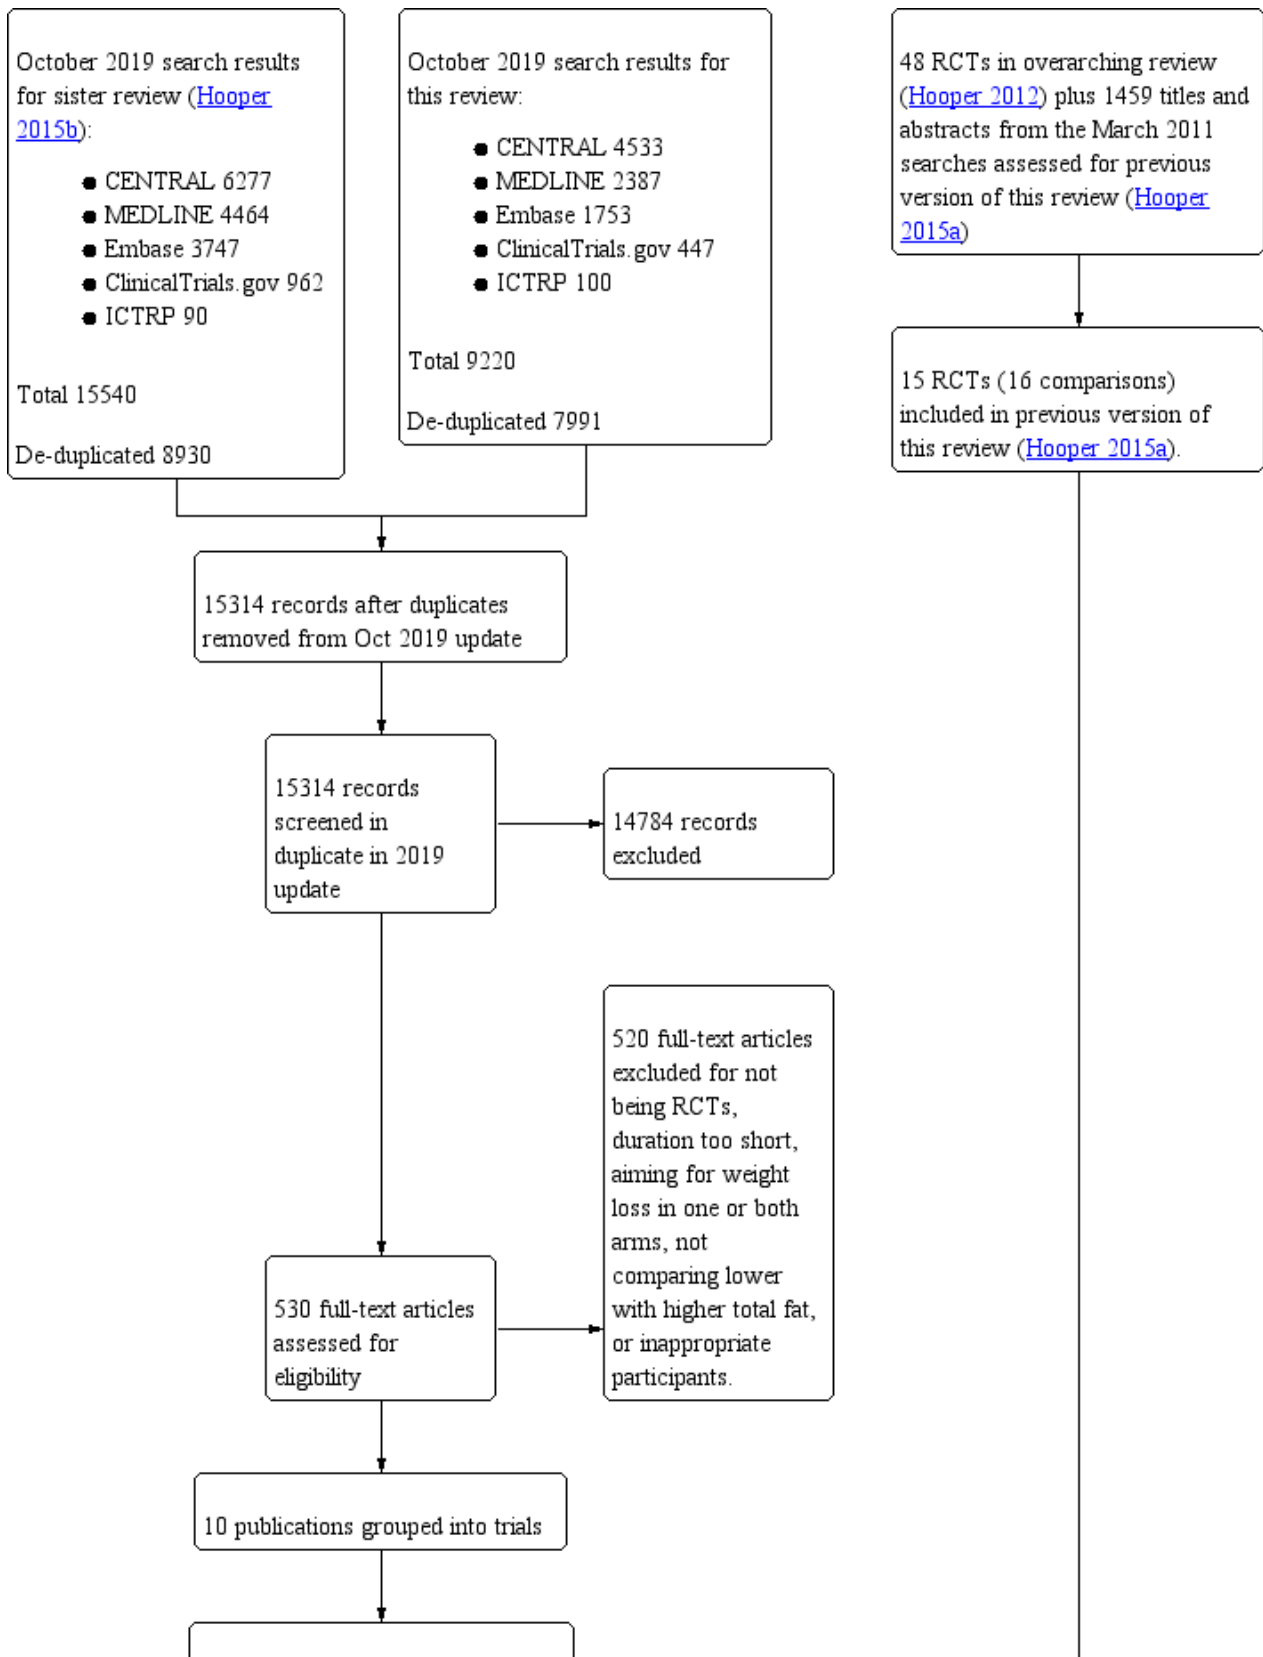 October 2019 search results
for sister review (Hooper
2015b):
● CENTRAL 6277
● MEDLINE 4464
● Embase 3747
● ClinicalTrials.gov 962
● ICTRP 90
Total 15540
De-duplicated 8930
October 2019 search results for
this review:
● CENTRAL 4533
● MEDLINE 2387
● Embase 1753
● ClinicalTrials.gov 447
● ICTRP 100
Total 9220
De-duplicated 7991
48 RCTs in overarching review
(Hooper 2012) plus 1459 titles and
abstracts from the March 2011
searches assessed for previous
version of this review (Hooper
2015a)
15 RCTs (16 comparisons)
included in previous version of
this review (Hooper 2015a).
15314 records after duplicates
removed from Oct 2019 update
15314 records
screened in
duplicate in 2019
update
14784 records
excluded
520 full-text articles
excluded for not
being RCTs,
duration too short,
aiming for weight
loss in one or both
arms, not
comparing lower
with higher total fat,
or inappropriate
participants.
530 full-text articles
assessed for
eligibility
10 publications grouped into trials